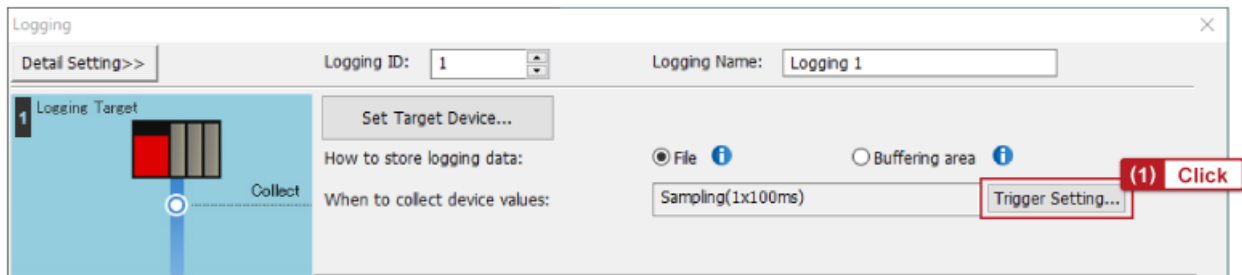 Logging
Detail Setting>>
Logging ID: 1
Logging Name: Logging 1
1 Logging Target
Set Target Device...
How to store logging data: File Buffering area
(1) Click
Collect
When to collect device values: Sampling(1x100ms) Trigger Setting...